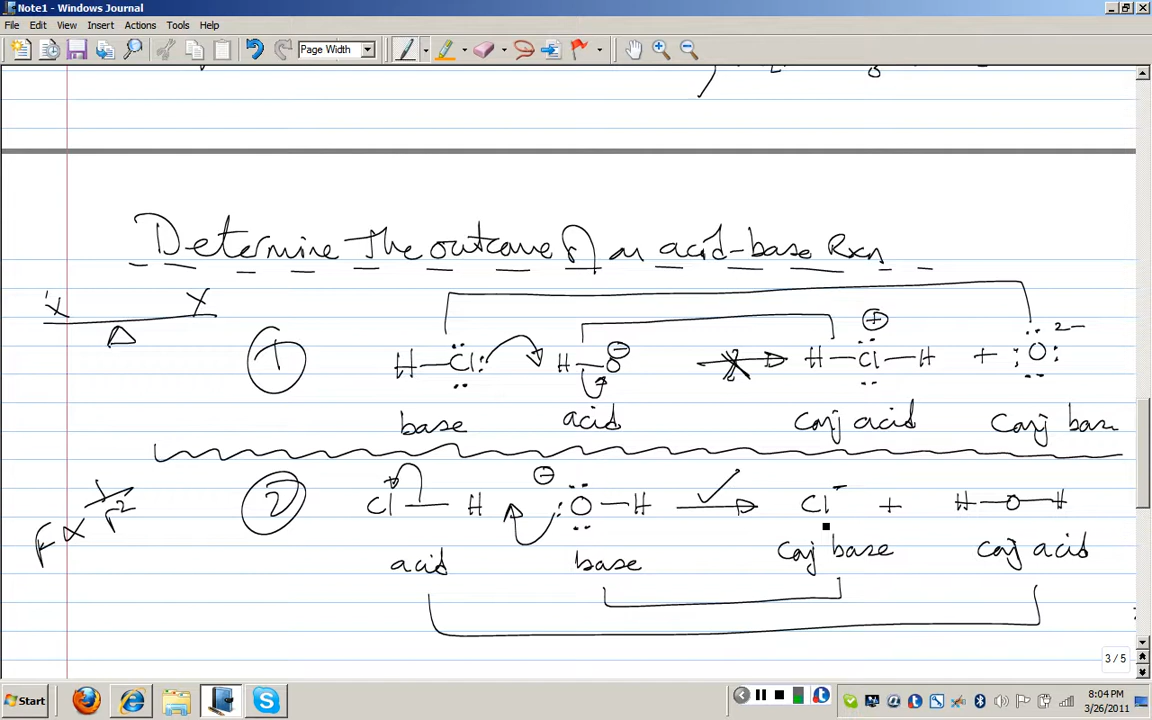 Note1 - Windows Journal
File Edit View Insert Actions Tools Help
Page Width
Determine The outcome of an acid-base Rxn
X Y
Δ
1 H—Cl: H—O ⊖ → H—Cl—H ⊕ + :O: 2−
base acid conj acid conj base
F ∝ 1/r²
2 Cl—H ⊖ :O—H → Cl⁻ + H—O—H
acid base conj base conj acid
3 / 5
Start
8:04 PM
3/26/2011